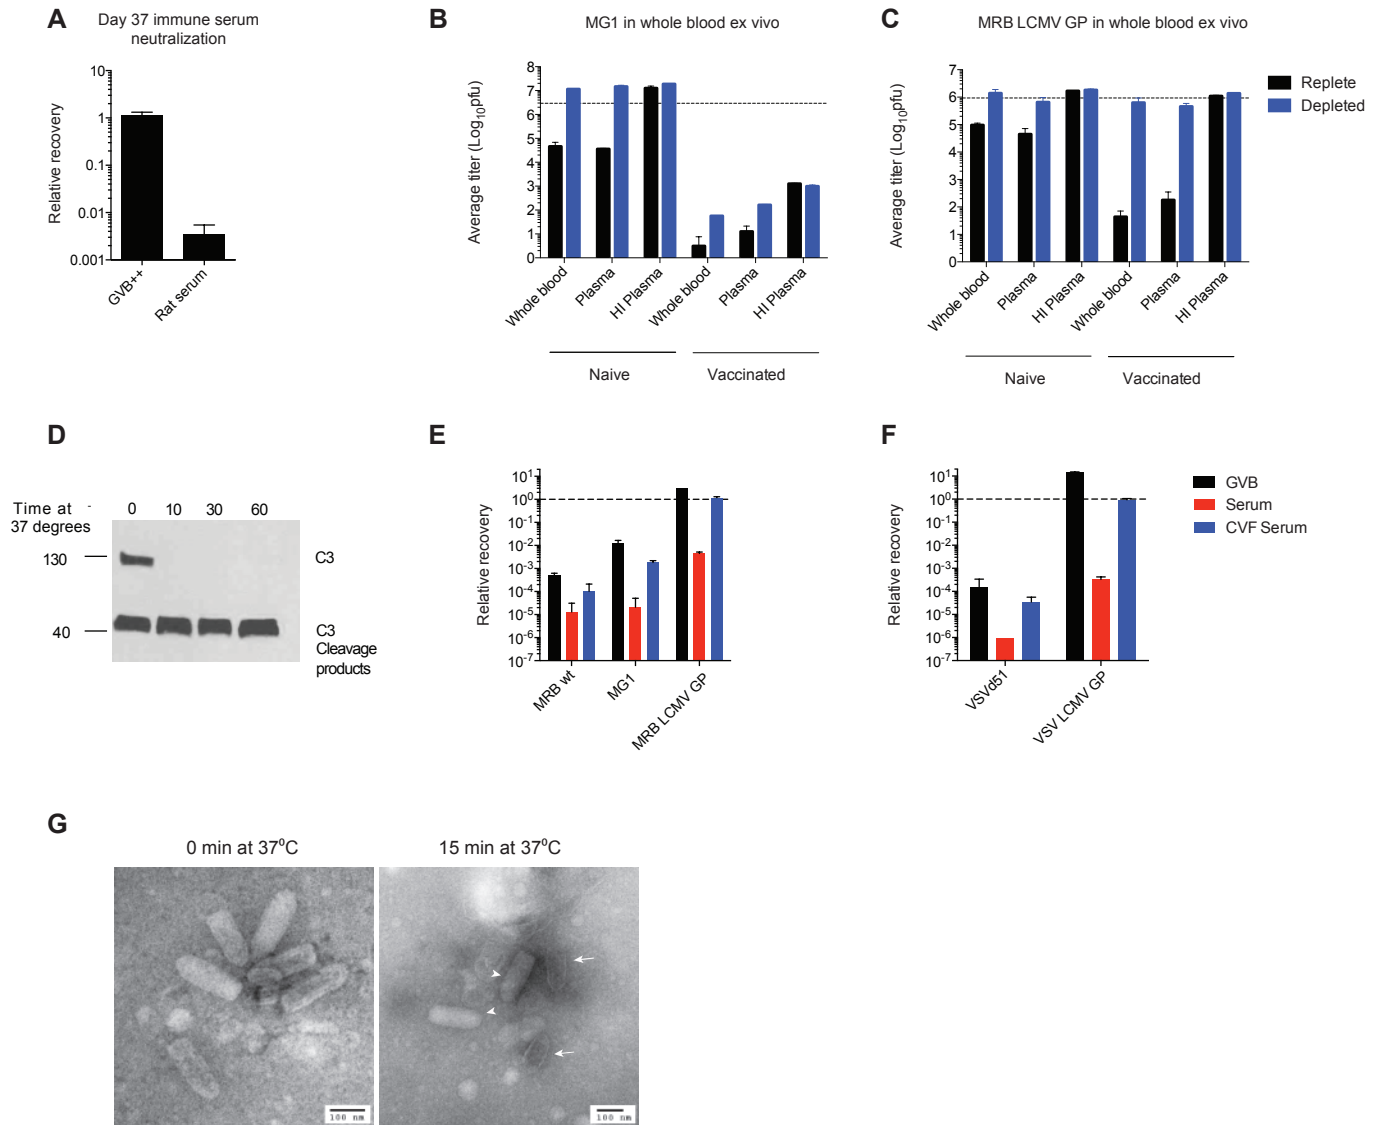 A
Day 37 immune serum
neutralization
Relative recovery
10
1
0.1
0.01
0.001
GVB++
Rat serum
B
MG1 in whole blood ex vivo
Average titer (Log10pfu)
8
7
6
5
4
3
2
1
0
Whole blood
Plasma
HI Plasma
Whole blood
Plasma
HI Plasma
Naive
Vaccinated
C
MRB LCMV GP in whole blood ex vivo
Average titer (Log10pfu)
7
6
5
4
3
2
1
0
Whole blood
Plasma
HI Plasma
Whole blood
Plasma
HI Plasma
Naive
Vaccinated
Replete
Depleted
D
Time at
37 degrees
0 10 30 60
130
C3
40
C3
Cleavage
products
E
Relative recovery
10^1
10^0
10^-1
10^-2
10^-3
10^-4
10^-5
10^-6
10^-7
MRB wt
MG1
MRB LCMV GP
F
Relative recovery
10^1
10^0
10^-1
10^-2
10^-3
10^-4
10^-5
10^-6
10^-7
VSVd51
VSV LCMV GP
GVB
Serum
CVF Serum
G
0 min at 37°C
15 min at 37°C
100 nm
100 nm